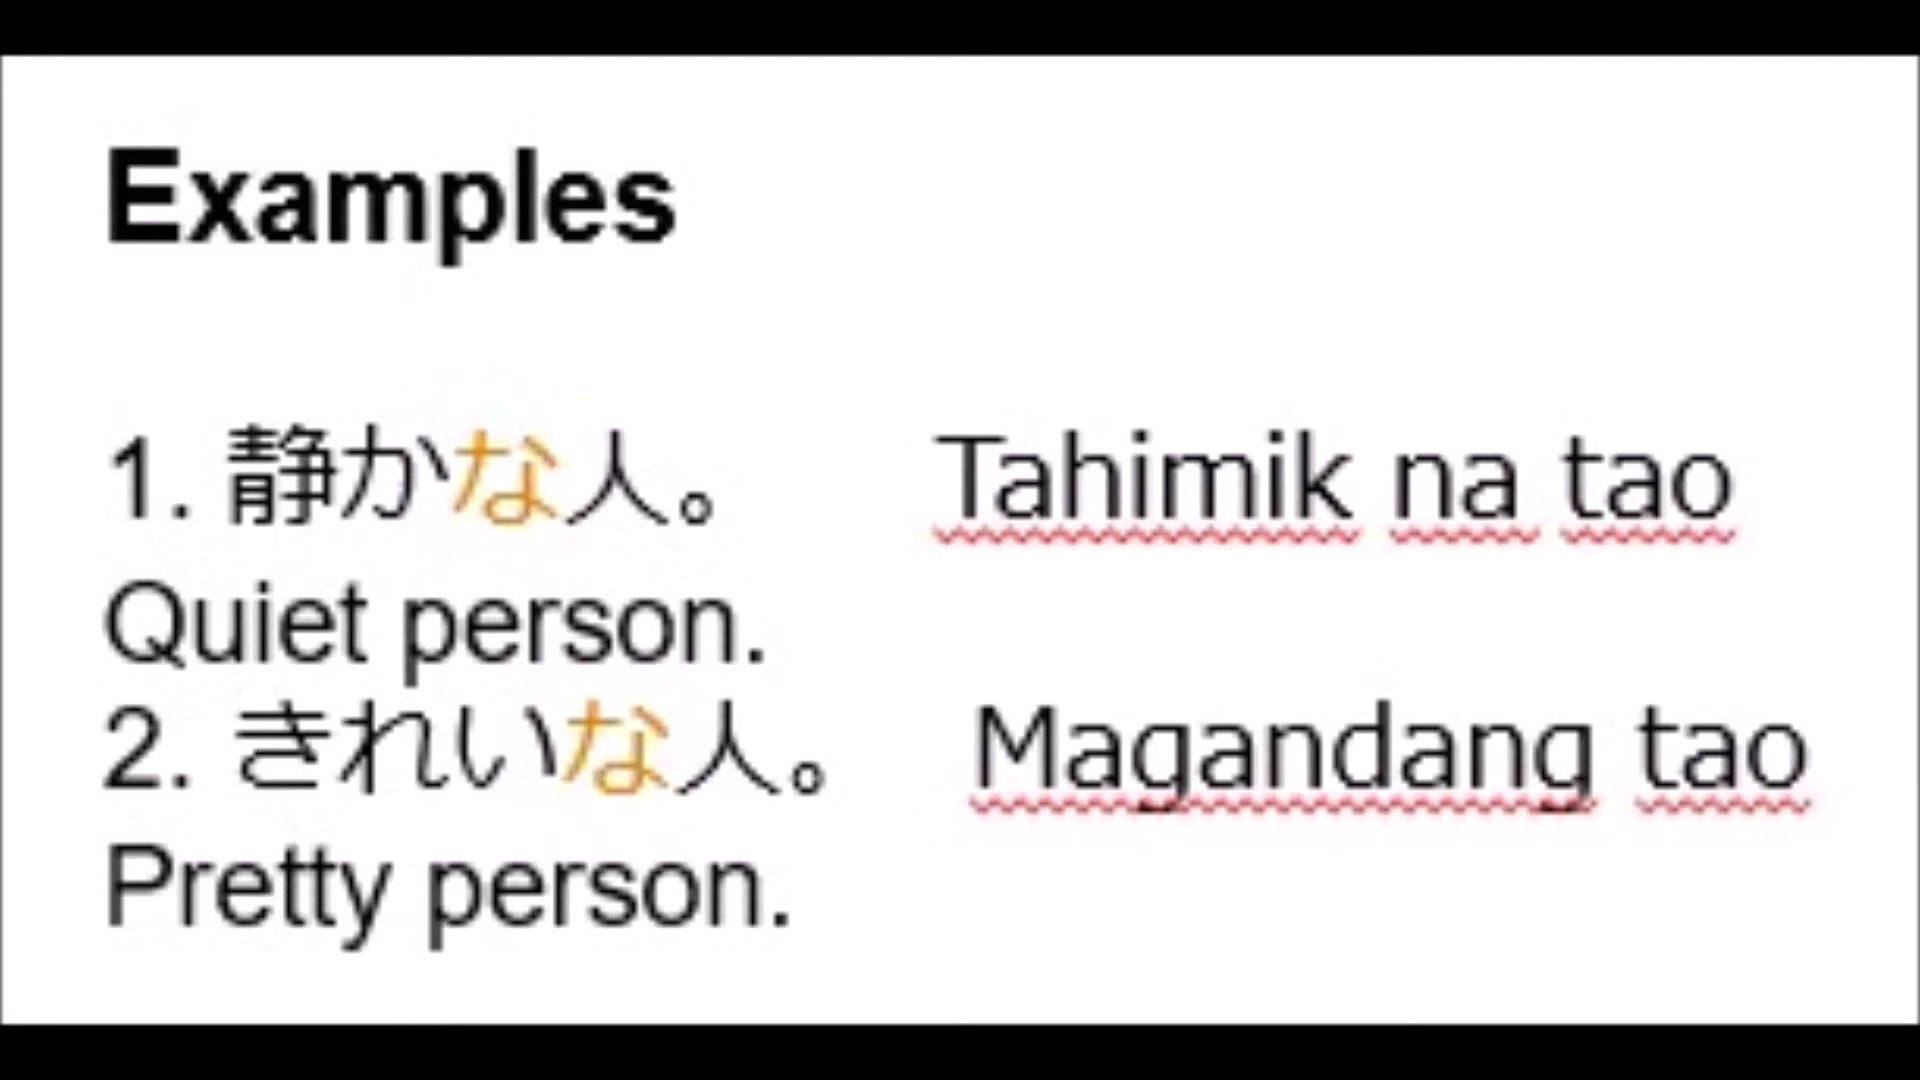 Examples
1. 静かな人。 Tahimik na tao
Quiet person.
2. きれいな人。 Magandang tao
Pretty person.